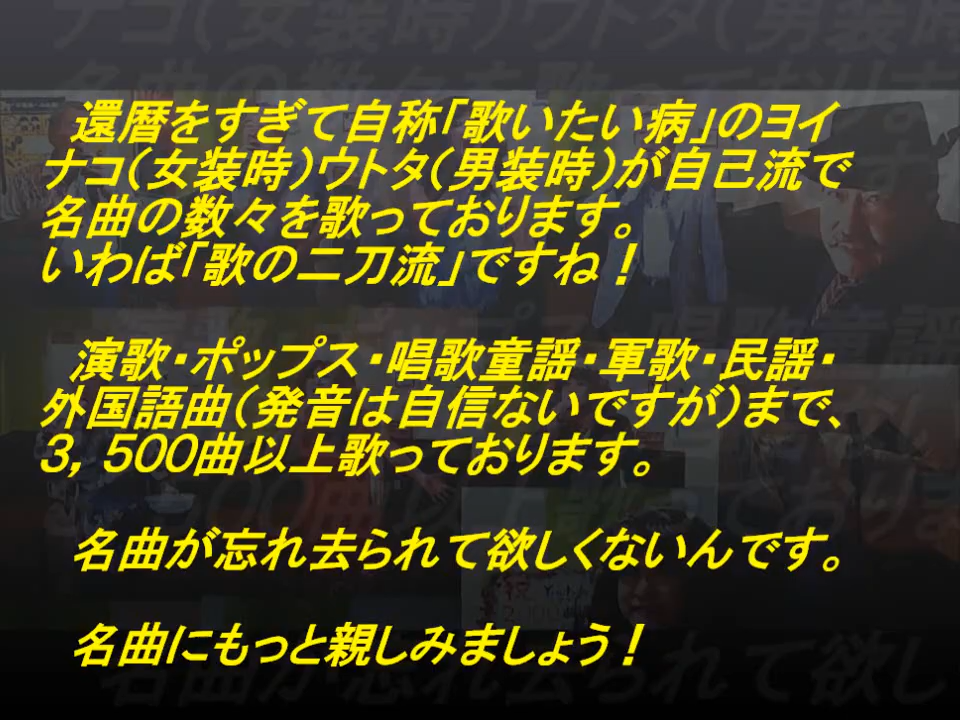 還暦をすぎて自称「歌いたい病」のヨイ
ナコ（女装時）ウトタ（男装時）が自己流で
名曲の数々を歌っております。
いわば「歌の二刀流」ですね！
演歌・ポップス・唱歌童謡・軍歌・民謡・
外国語曲（発音は自信ないですが）まで、
３，５００曲以上歌っております。
名曲が忘れ去られて欲しくないんです。
名曲にもっと親しみましょう！